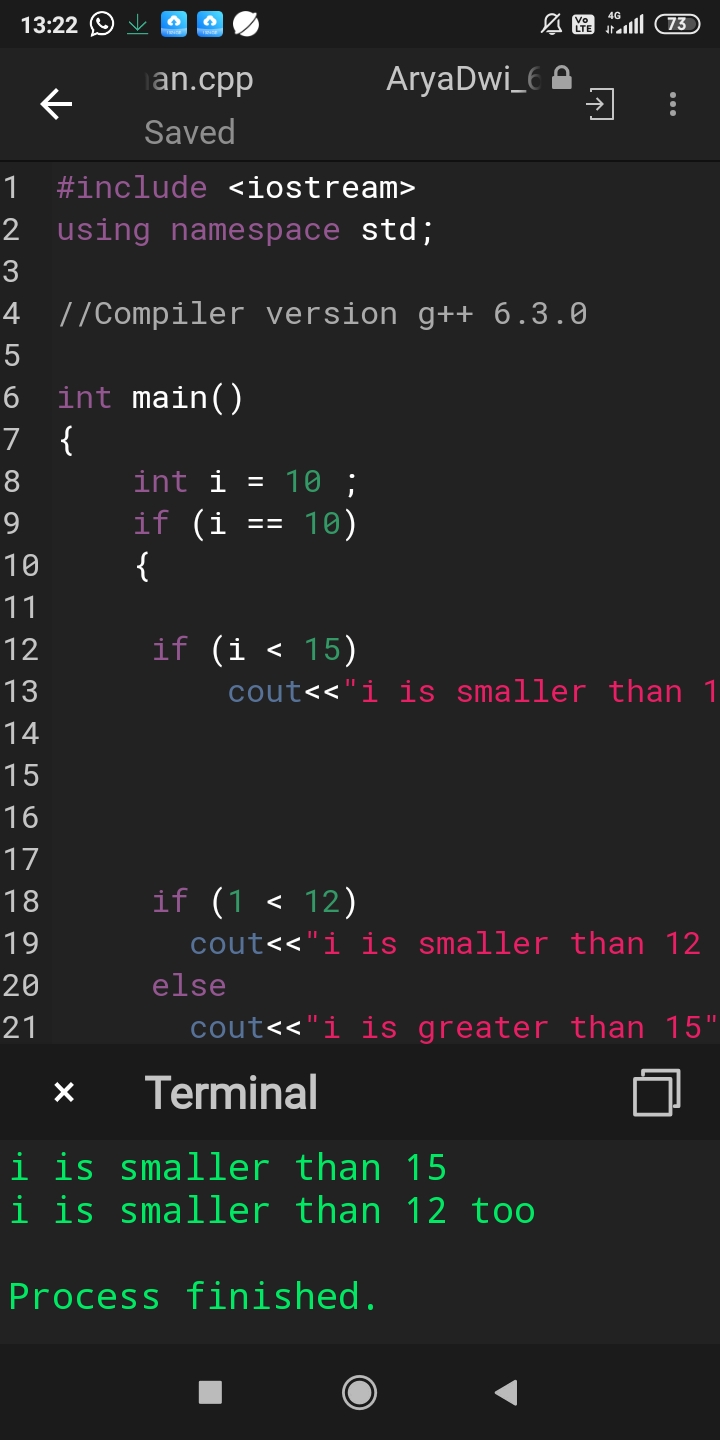 13:22 Vo LTE 4G 73
an.cpp AryaDwi_6
Saved
1 #include <iostream>
2 using namespace std;
3
4 //Compiler version g++ 6.3.0
5
6 int main()
7 {
8 int i = 10 ;
9 if (i == 10)
10 {
11
12 if (i < 15)
13 cout<<"i is smaller than 1
14
15
16
17
18 if (1 < 12)
19 cout<<"i is smaller than 12
20 else
21 cout<<"i is greater than 15"
× Terminal
i is smaller than 15
i is smaller than 12 too
Process finished.